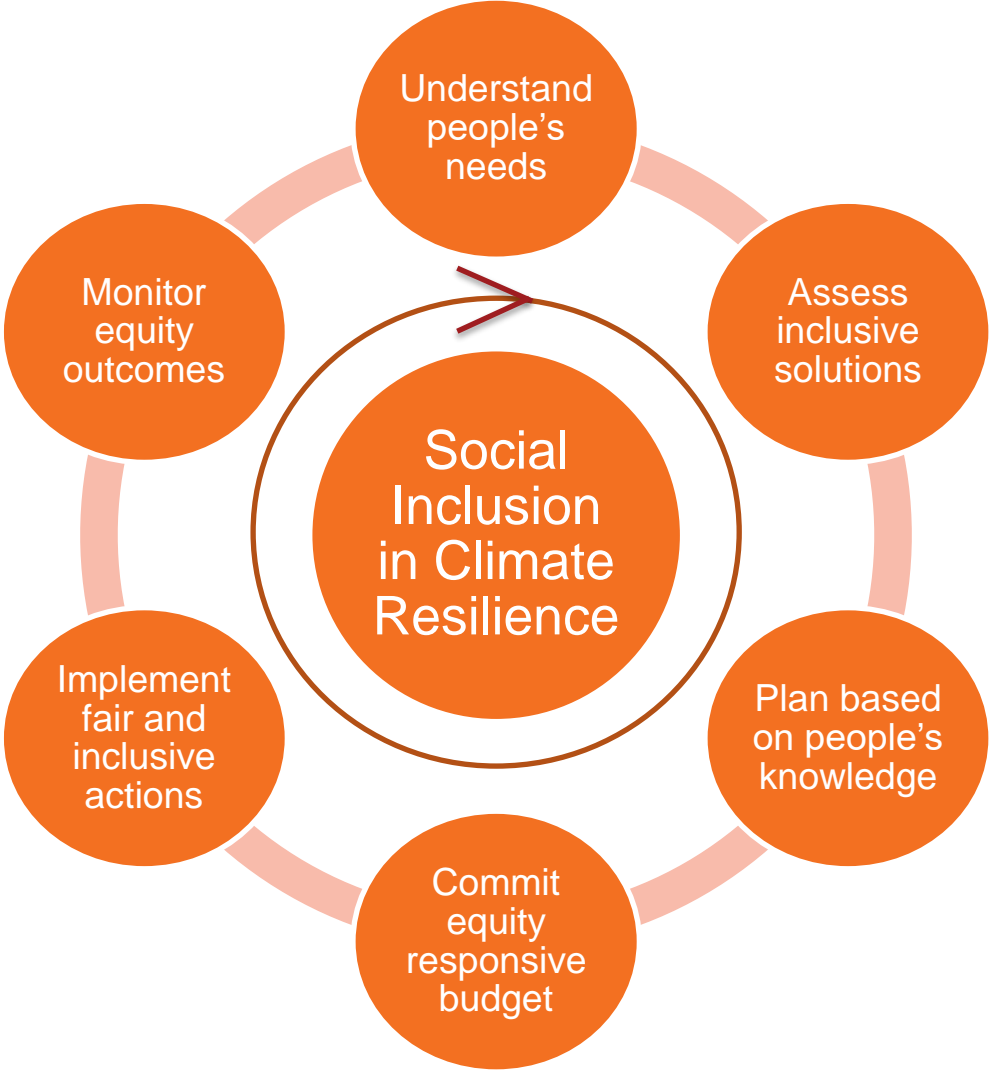 Understand
people’s
needs
Assess
inclusive
solutions
Plan based
on people’s
knowledge
Commit
equity
responsive
budget
Implement
fair and
inclusive
actions
Monitor
equity
outcomes
Social
Inclusion
in Climate
Resilience